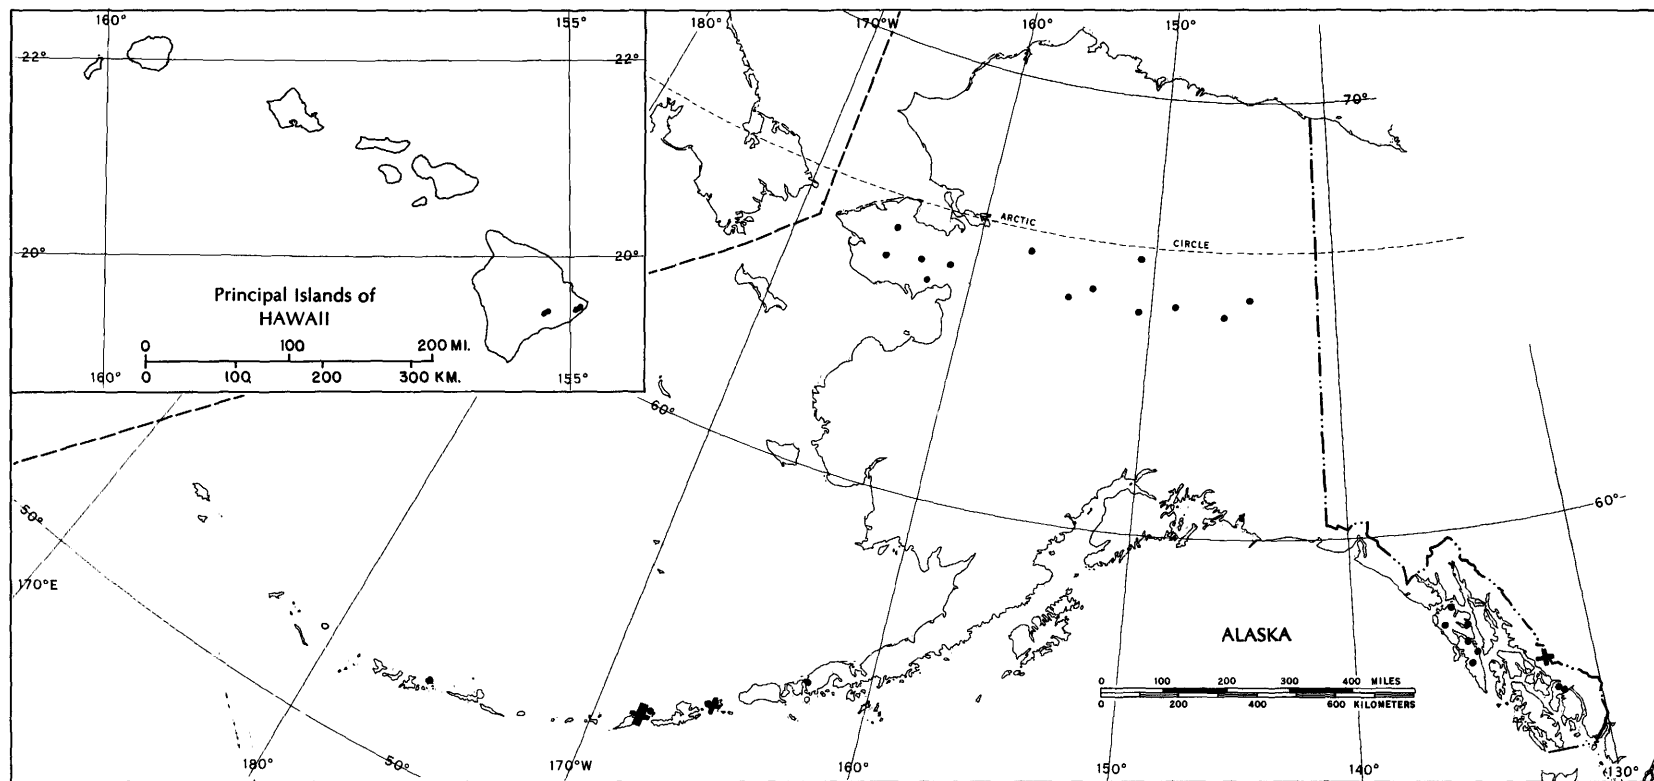 160°
155°
180°
170°W
160°
150°
22°
22°
70°
ARCTIC
CIRCLE
20°
20°
Principal Islands of
HAWAII
0 100 200 MI.
0 100 200 300 KM.
160°
155°
60°
60°
50°
170°E
ALASKA
0 100 200 300 400 MILES
0 200 400 600 KILOMETERS
180°
50°
170°W
160°
150°
140°
130°